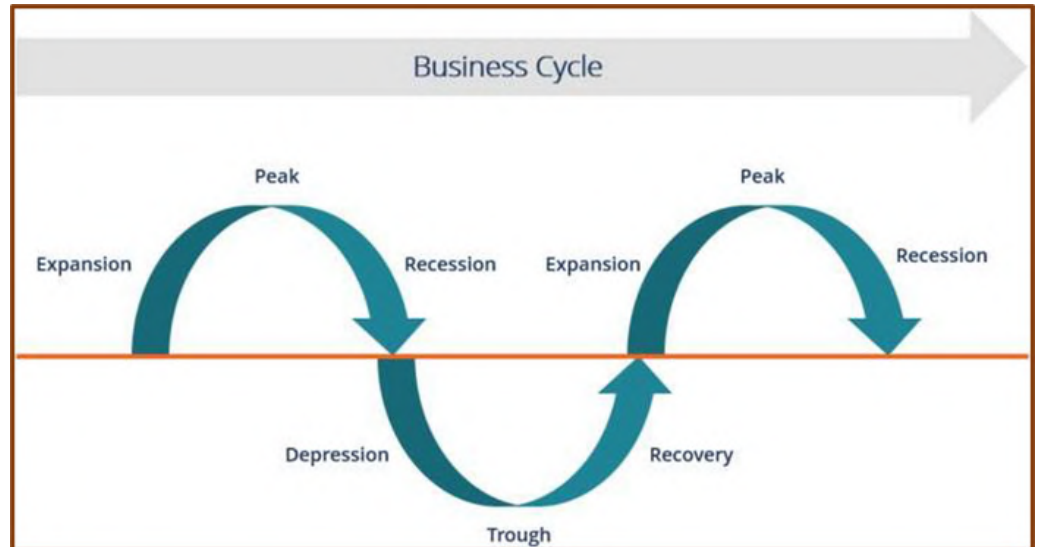 Business Cycle
Peak
Peak
Expansion
Recession
Expansion
Recession
Depression
Recovery
Trough